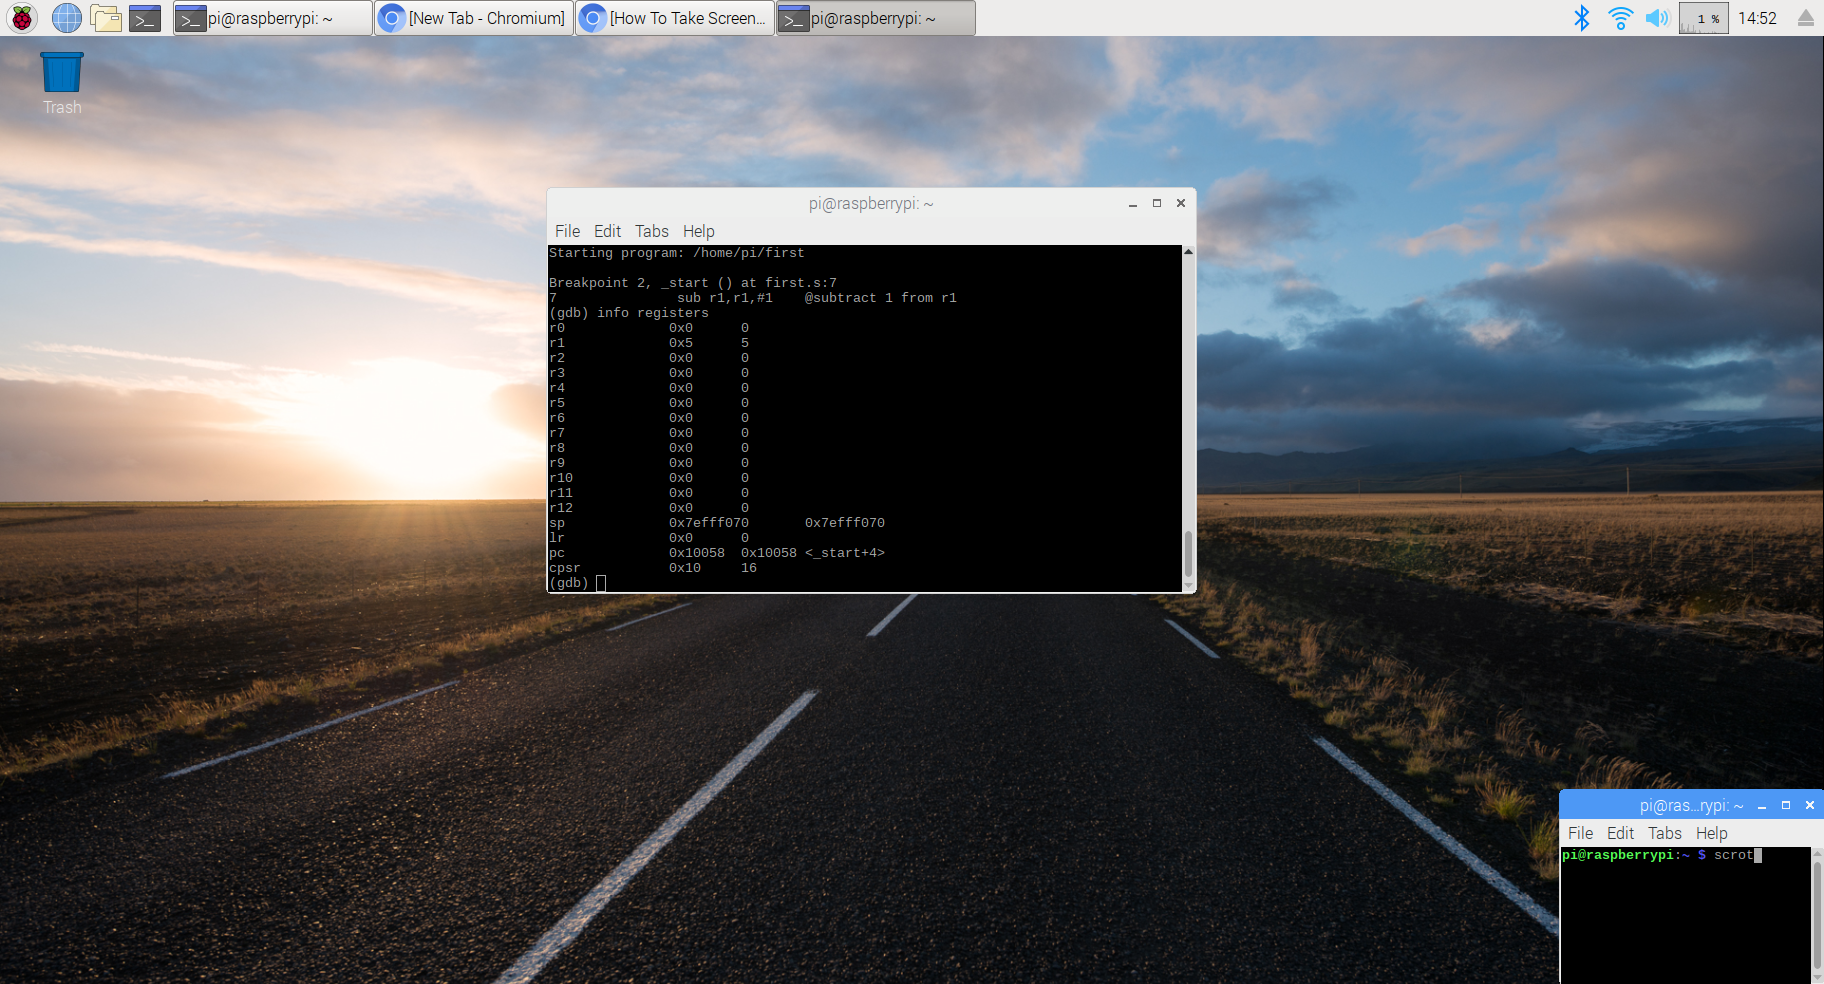 pi@raspberrypi: ~
[New Tab - Chromium]
[How To Take Screen...
pi@raspberrypi: ~
1 %
14:52
Trash
pi@raspberrypi: ~
File Edit Tabs Help
Starting program: /home/pi/first
Breakpoint 2, _start () at first.s:7
7 sub r1,r1,#1 @subtract 1 from r1
(gdb) info registers
r0 0x0 0
r1 0x5 5
r2 0x0 0
r3 0x0 0
r4 0x0 0
r5 0x0 0
r6 0x0 0
r7 0x0 0
r8 0x0 0
r9 0x0 0
r10 0x0 0
r11 0x0 0
r12 0x0 0
sp 0x7efff070 0x7efff070
lr 0x0 0
pc 0x10058 0x10058 <_start+4>
cpsr 0x10 16
(gdb)
pi@ras...rypi: ~
File Edit Tabs Help
pi@raspberrypi:~ $ scrot